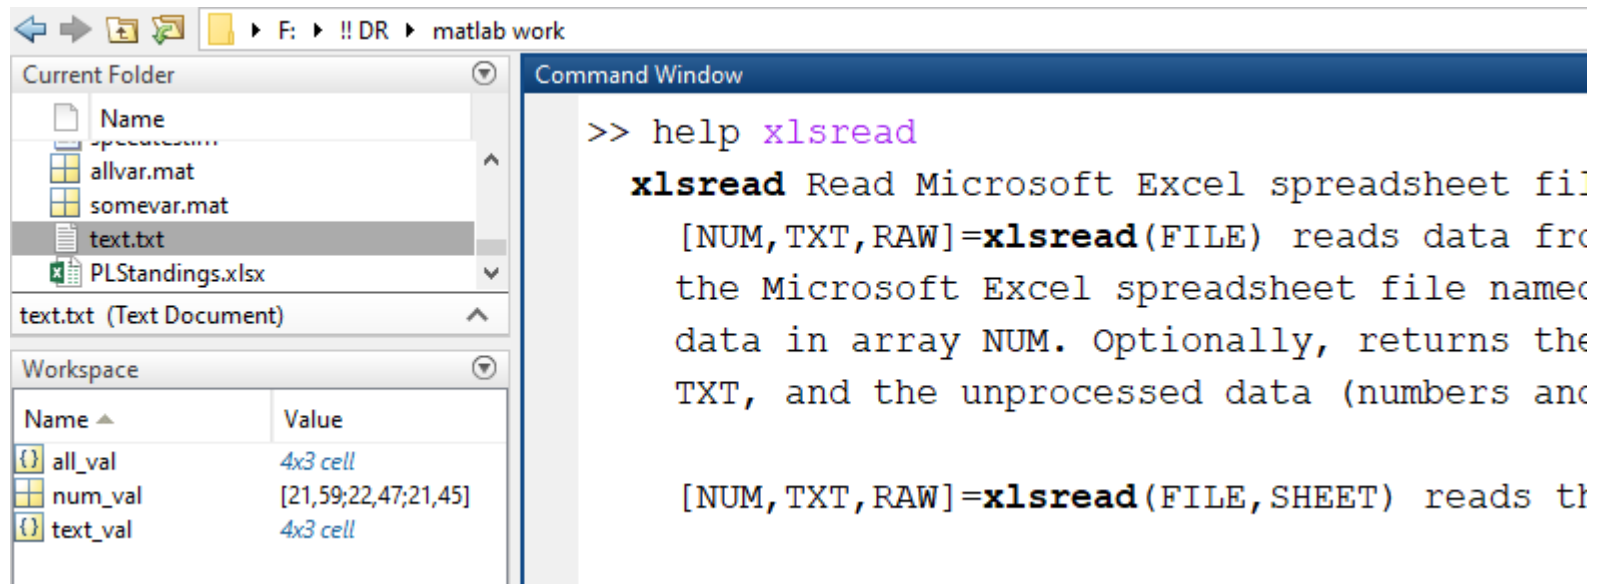 F: !! DR matlab work
Current Folder
Name
allvar.mat
somevar.mat
text.txt
PLStandings.xlsx
text.txt (Text Document)
Workspace
Name Value
all_val 4x3 cell
num_val [21,59;22,47;21,45]
text_val 4x3 cell
Command Window
>> help xlsread
xlsread Read Microsoft Excel spreadsheet
[NUM,TXT,RAW]=xlsread(FILE) reads data
the Microsoft Excel spreadsheet file
data in array NUM. Optionally, returns the
TXT, and the unprocessed data (numbers
[NUM,TXT,RAW]=xlsread(FILE,SHEET) reads